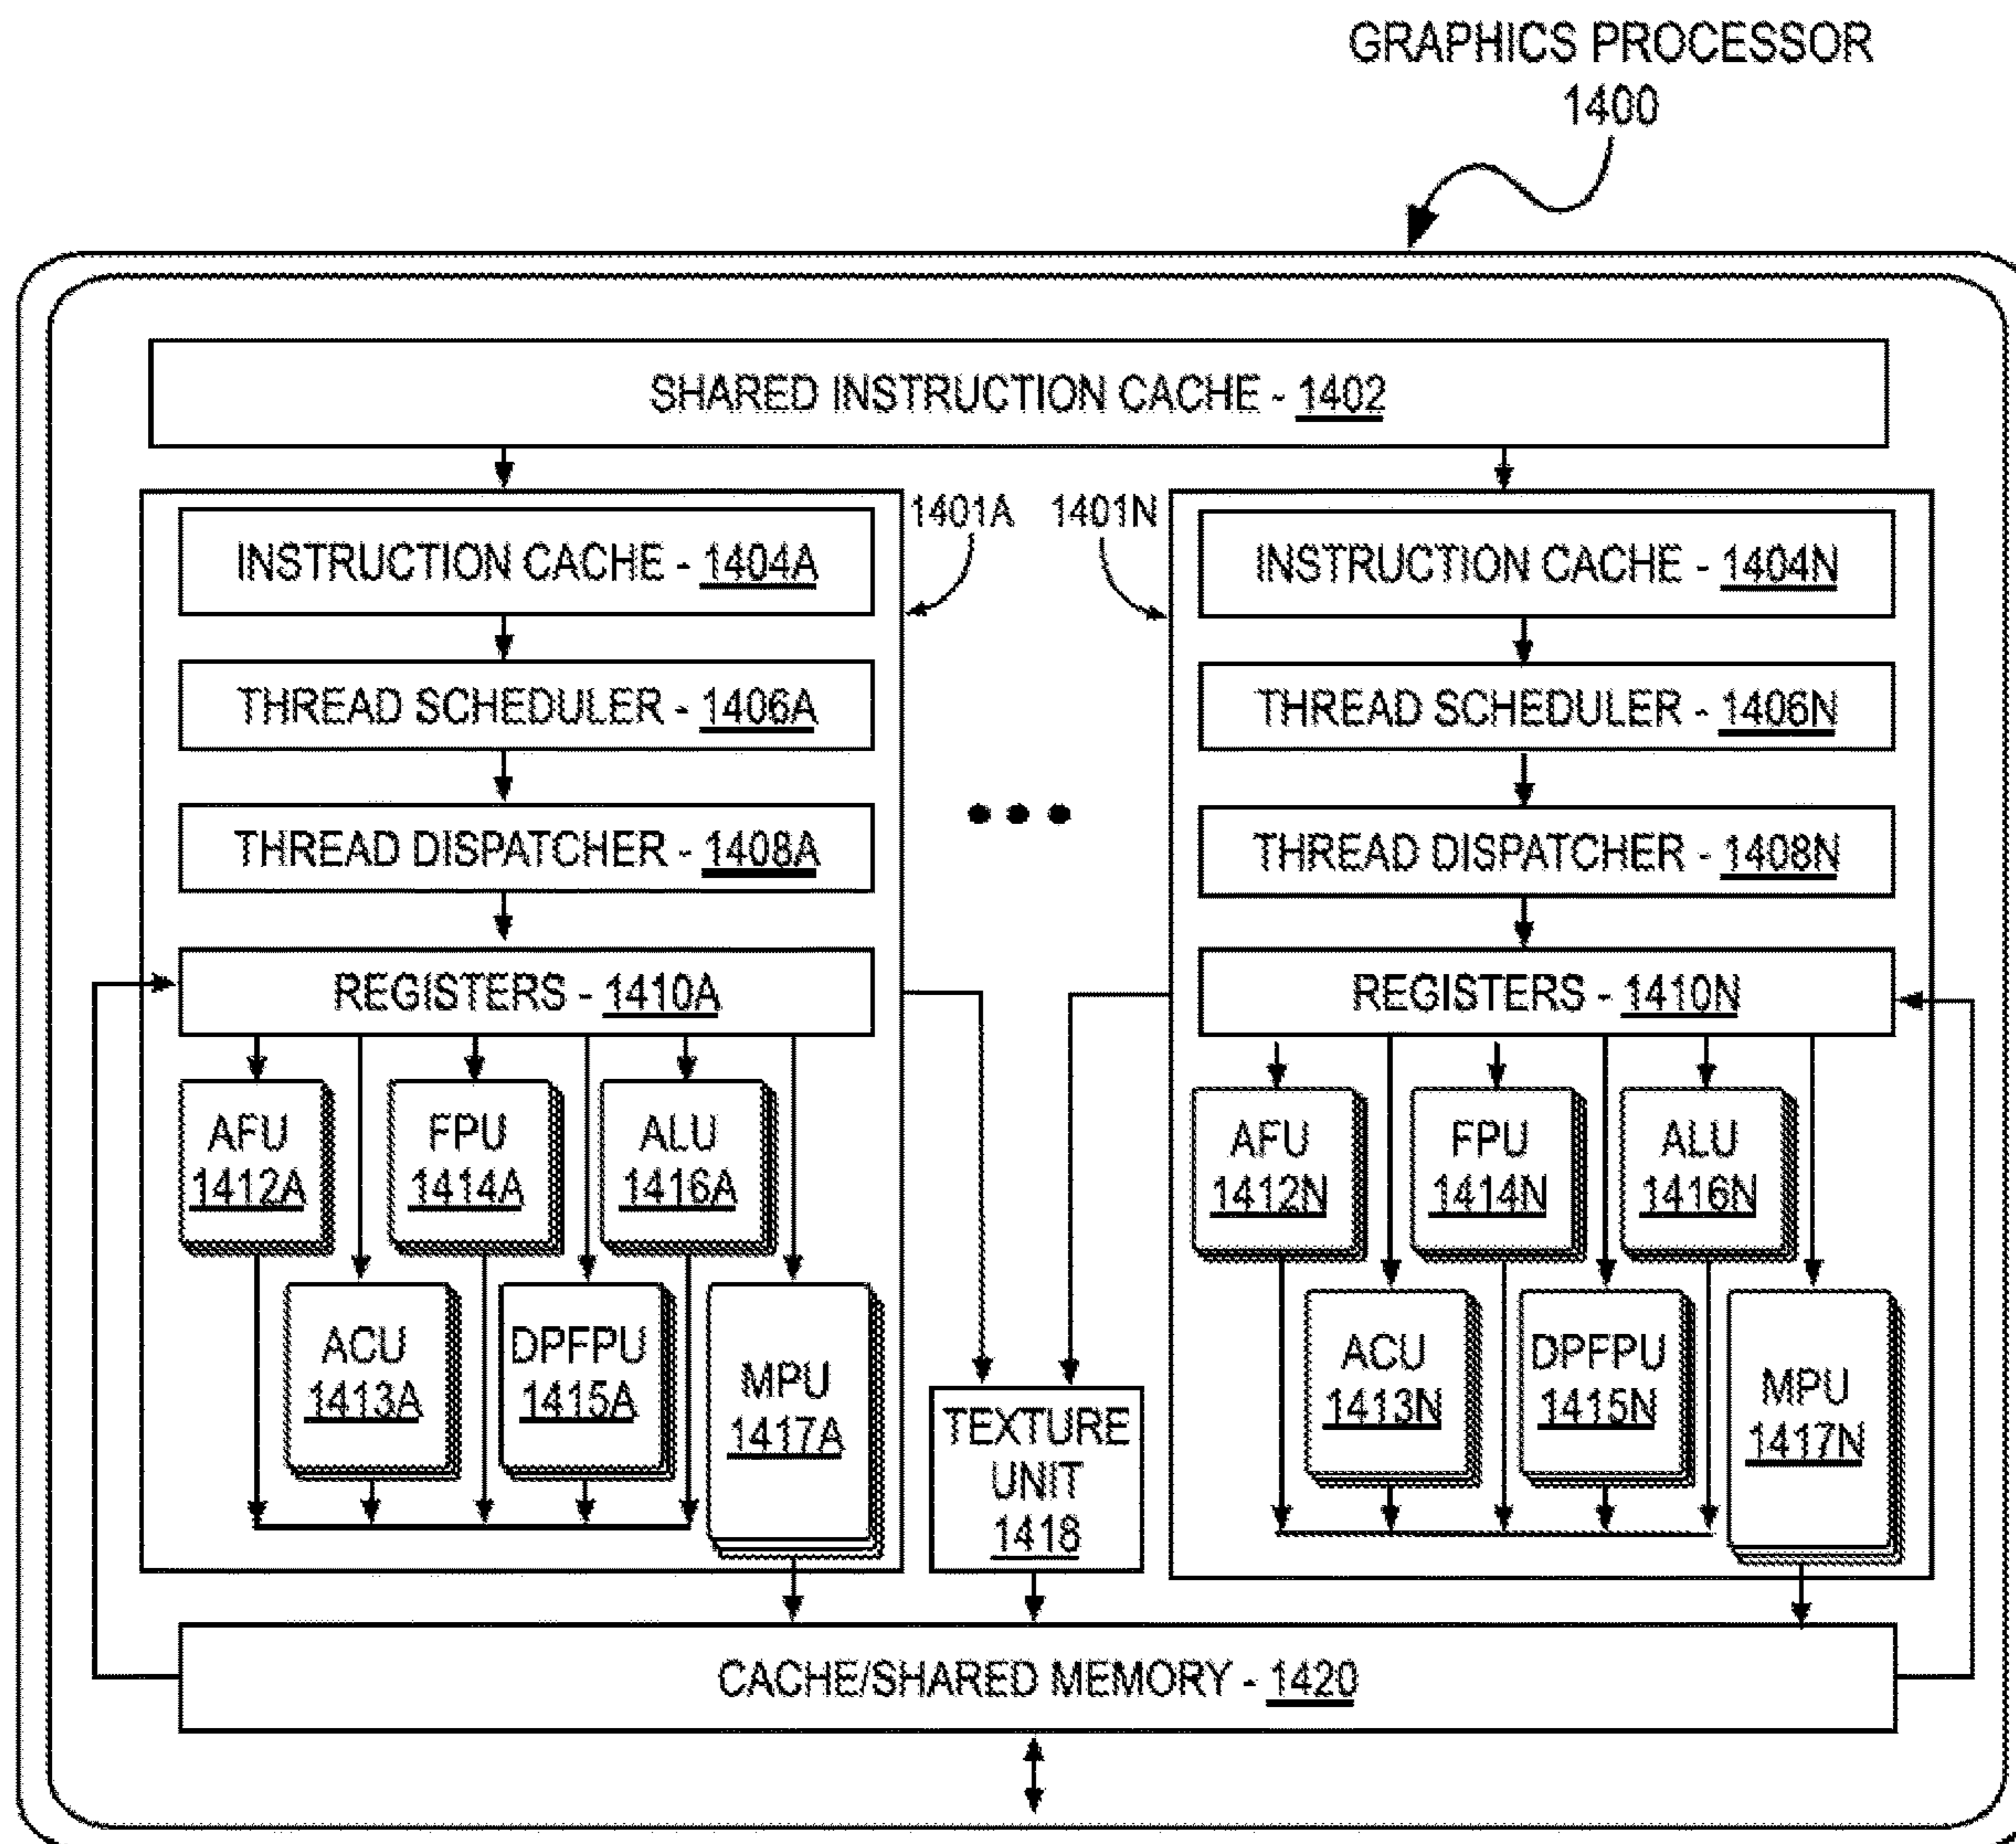 GRAPHICS PROCESSOR
1400
SHARED INSTRUCTION CACHE - 1402
1401A
1401N
INSTRUCTION CACHE - 1404A
THREAD SCHEDULER - 1406A
THREAD DISPATCHER - 1408A
REGISTERS - 1410A
AFU
1412A
FPU
1414A
ALU
1416A
ACU
1413A
DPFPU
1415A
MPU
1417A
INSTRUCTION CACHE - 1404N
THREAD SCHEDULER - 1406N
THREAD DISPATCHER - 1408N
REGISTERS - 1410N
AFU
1412N
FPU
1414N
ALU
1416N
ACU
1413N
DPFPU
1415N
MPU
1417N
TEXTURE
UNIT
1418
CACHE/SHARED MEMORY - 1420